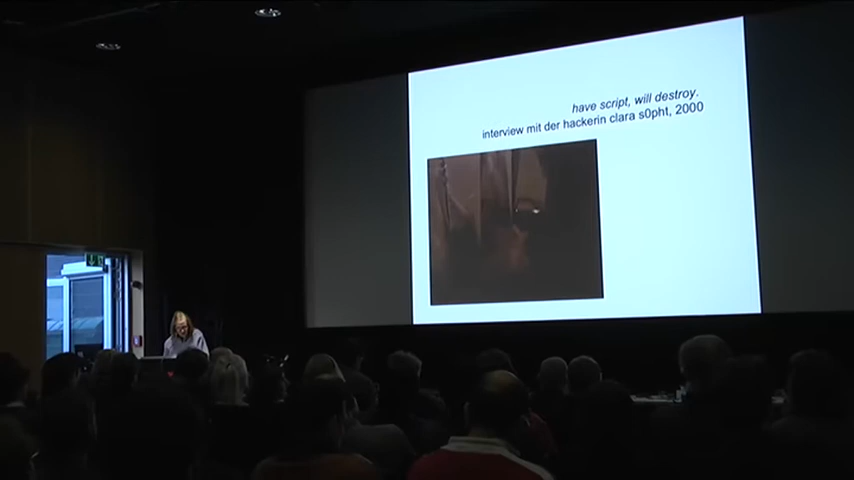 have script, will destroy.
interview mit der hackerin clara s0pht, 2000